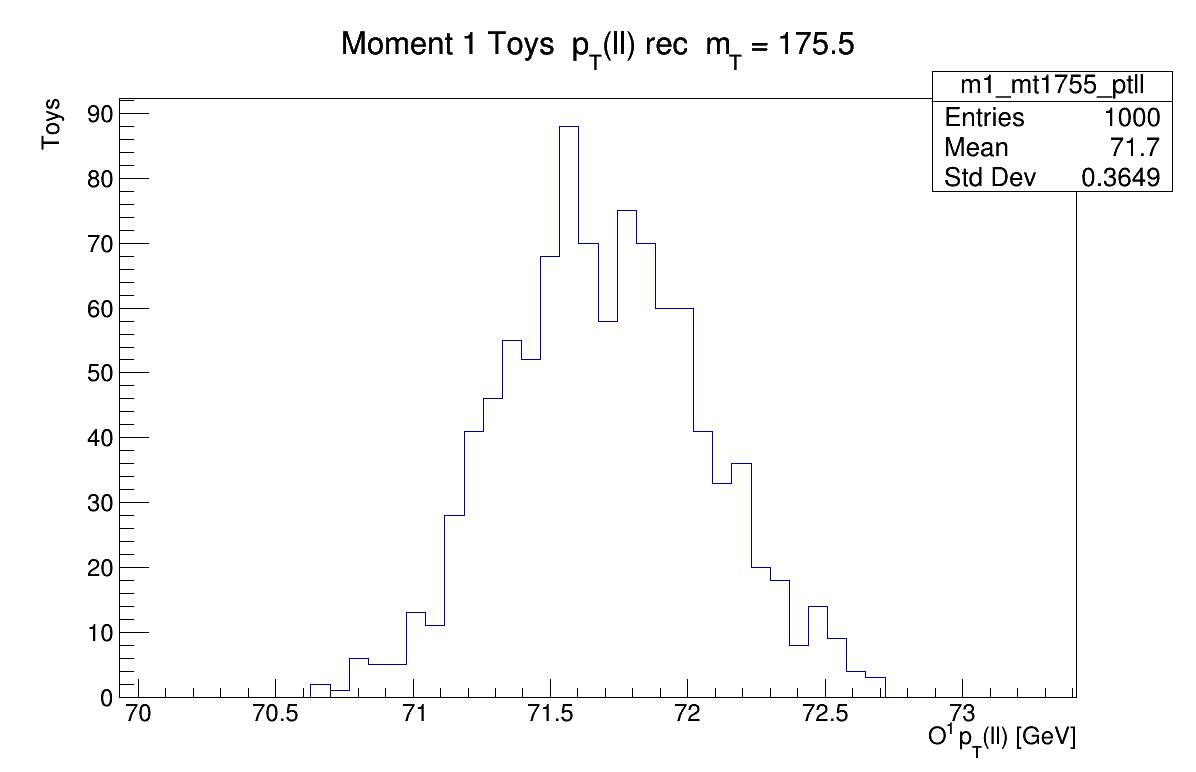 Moment 1 Toys p_T(ll) rec m_T = 175.5
m1_mt1755_ptll
Entries 1000
Mean 71.7
Std Dev 0.3649
Toys
90
80
70
60
50
40
30
20
10
0
70 70.5 71 71.5 72 72.5 73
O^1 p_T(ll) [GeV]